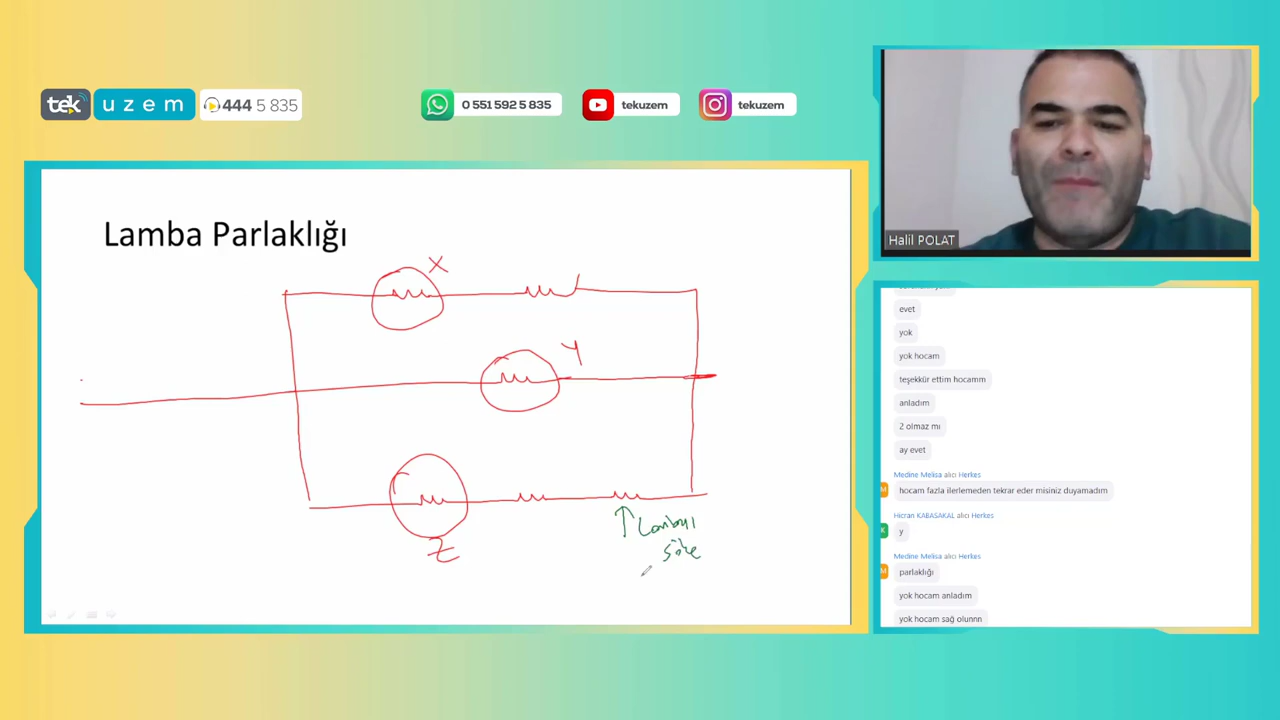 tek
uzem
444 5 835
0 551 592 5 835
tekuzem
tekuzem
Lamba Parlaklığı
X
Y
Z
Lambayı
söke
Halil POLAT
evet
yok
yok hocam
teşekkür ettim hocamm
anladım
2 olmaz mı
ay evet
Medine Melisa alıcı Herkes
hocam fazla ilerlemeden tekrar eder misiniz duyamadım
Hicran KABASAKAL alıcı Herkes
y
Medine Melisa alıcı Herkes
parlaklığı
yok hocam anladım
yok hocam sağ olunnn